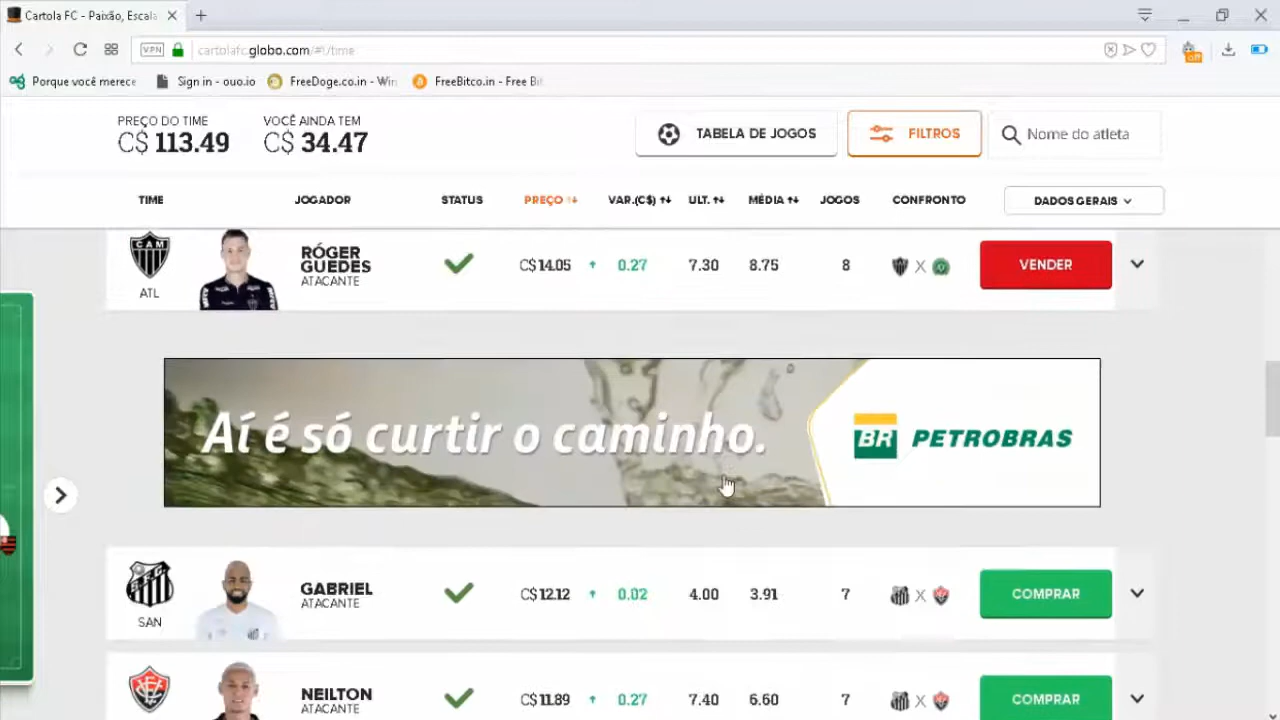 Cartola FC - Paixão, Escala
VPN cartolafc.globo.com/#!/time
off
Porque você merece Sign in - ouo.io FreeDoge.co.in - Win FreeBitco.in - Free Bit
PREÇO DO TIME VOCÊ AINDA TEM
C$ 113.49 C$ 34.47 TABELA DE JOGOS FILTROS Nome do atleta
TIME JOGADOR STATUS PREÇO VAR.(C$) ULT. MÉDIA JOGOS CONFRONTO DADOS GERAIS
CAM
RÓGER
GUEDES
ATACANTE
ATL
C$ 14.05 0.27 7.30 8.75 8 X VENDER
Aí é só curtir o caminho. BR PETROBRAS
GABRIEL
ATACANTE
SAN
C$ 12.12 0.02 4.00 3.91 7 X COMPRAR
NEILTON
ATACANTE
C$ 11.89 0.27 7.40 6.60 7 X COMPRAR